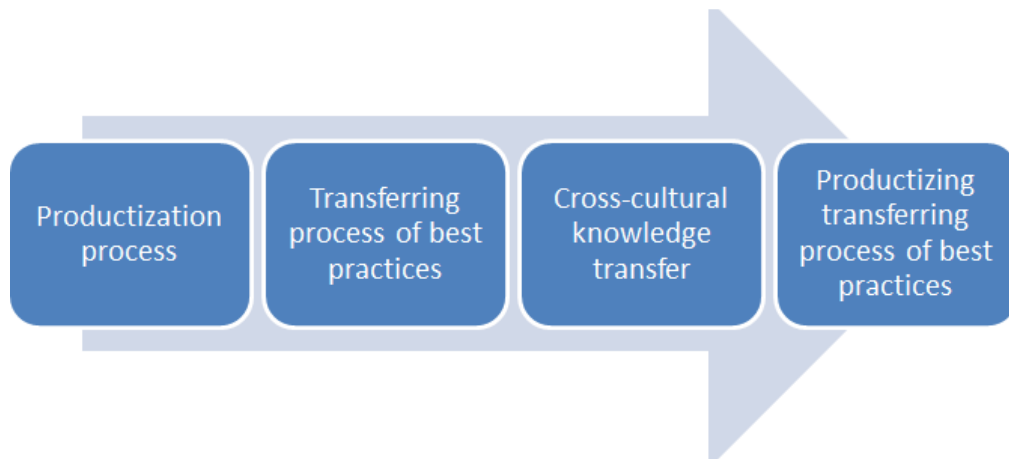 Productization
process
Transferring
process of best
practices
Cross-cultural
knowledge
transfer
Productizing
transferring
process of best
practices